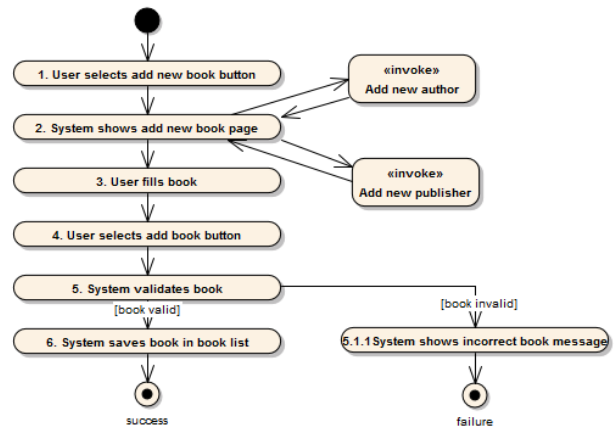 1. User selects add new book button
«invoke»
Add new author
2. System shows add new book page
3. User fills book
«invoke»
Add new publisher
4. User selects add book button
5. System validates book
[book valid]
[book invalid]
6. System saves book in book list
5.1.1System shows incorrect book message
success
failure